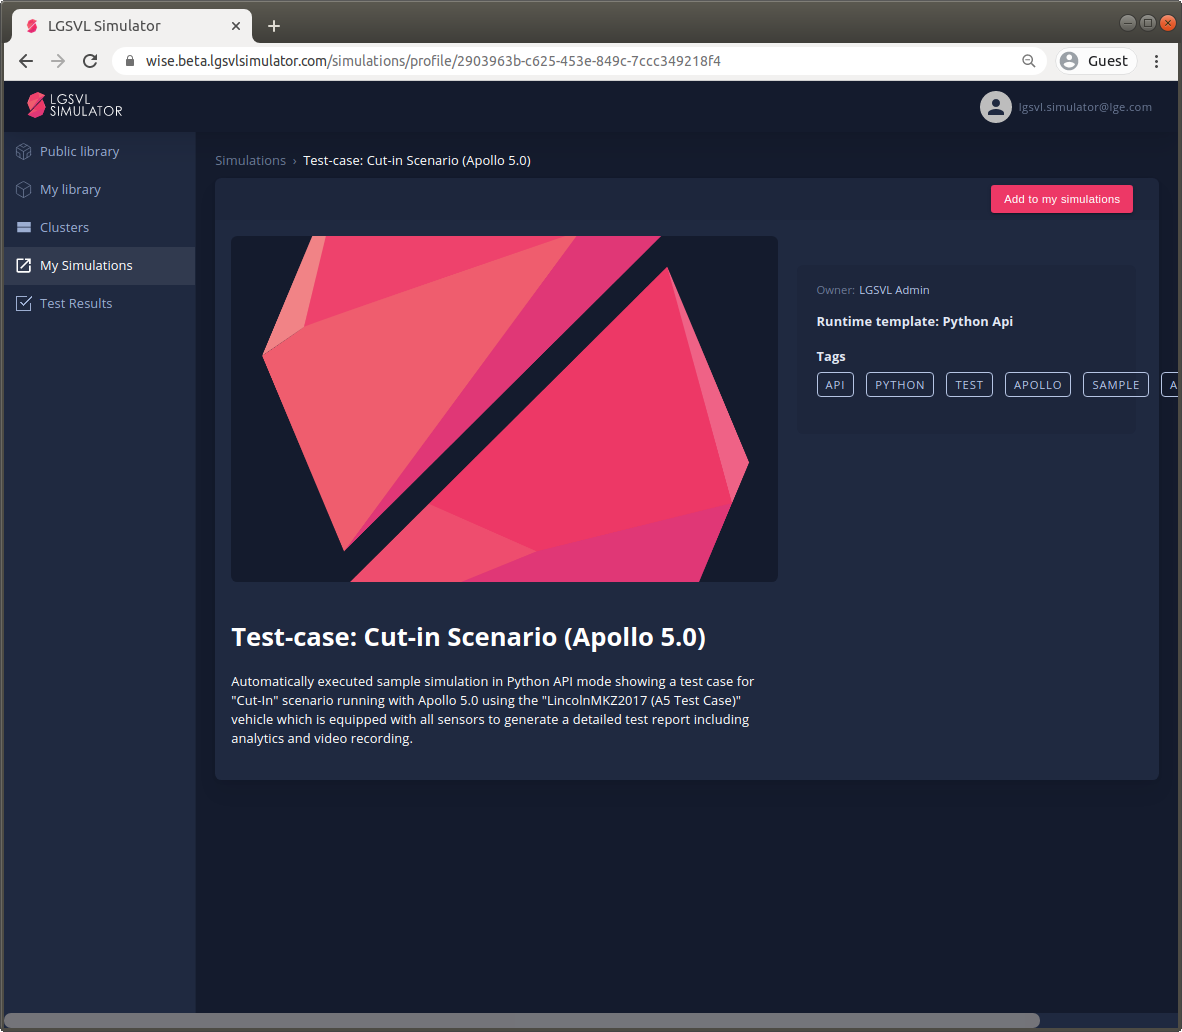 LGSVL Simulator
wise.beta.lgsvlsimulator.com/simulations/profile/2903963b-c625-453e-849c-7ccc349218f4
Guest
LGSVL
SIMULATOR
lgsvl.simulator@lge.com
Public library
My library
Clusters
My Simulations
Test Results
Simulations › Test-case: Cut-in Scenario (Apollo 5.0)
Add to my simulations
Owner: LGSVL Admin
Runtime template: Python Api
Tags
API PYTHON TEST APOLLO SAMPLE
Test-case: Cut-in Scenario (Apollo 5.0)
Automatically executed sample simulation in Python API mode showing a test case for
"Cut-In" scenario running with Apollo 5.0 using the "LincolnMKZ2017 (A5 Test Case)"
vehicle which is equipped with all sensors to generate a detailed test report including
analytics and video recording.